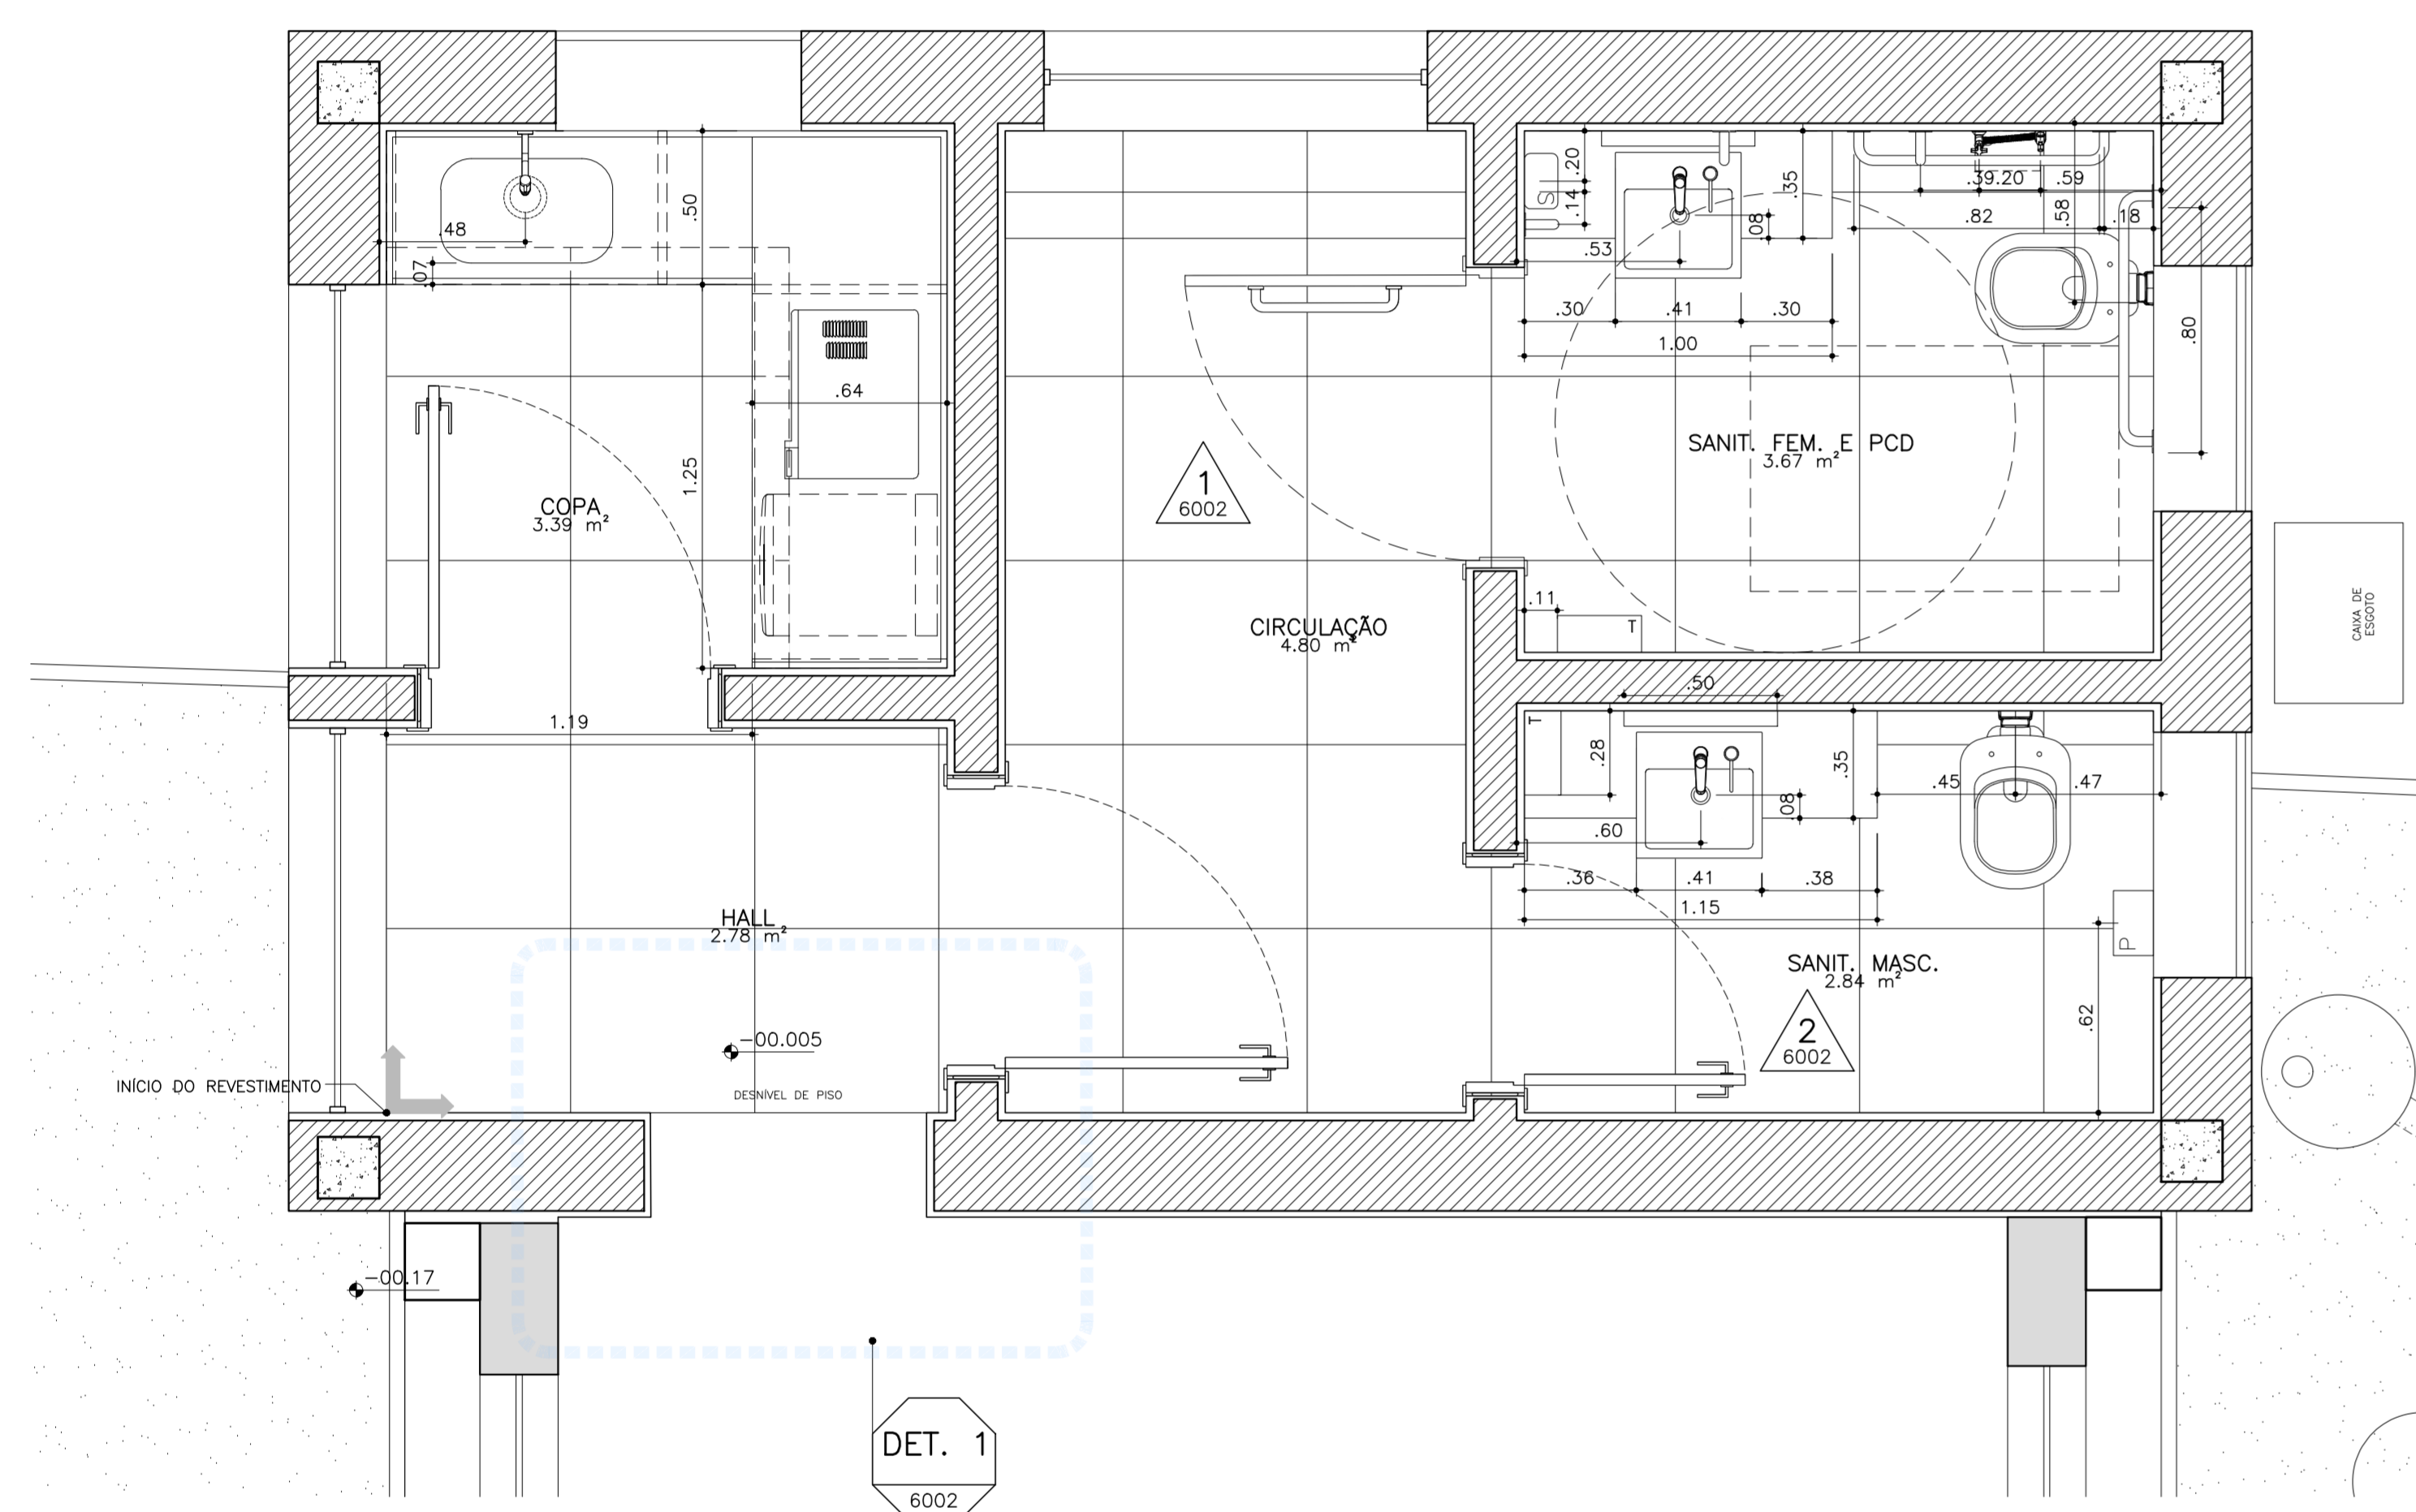 .48
.07
.50
.64
1.25
COPA
3.39 m²
1.19
HALL
2.78 m²
-00.005
DESNÍVEL DE PISO
INÍCIO DO REVESTIMENTO
-00.17
DET. 1
6002
1
6002
CIRCULAÇÃO
4.80 m²
.20
.14
S
.53
.35
.08
.30
.41
.30
1.00
.39
.20
.59
.82
.58
.18
.80
SANIT. FEM. E PCD
3.67 m²
.11
T
CAIXA DE
ESGOTO
.50
T
.28
.35
.08
.60
.45
.47
.36
.41
.38
1.15
P
.62
SANIT. MASC.
2.84 m²
2
6002